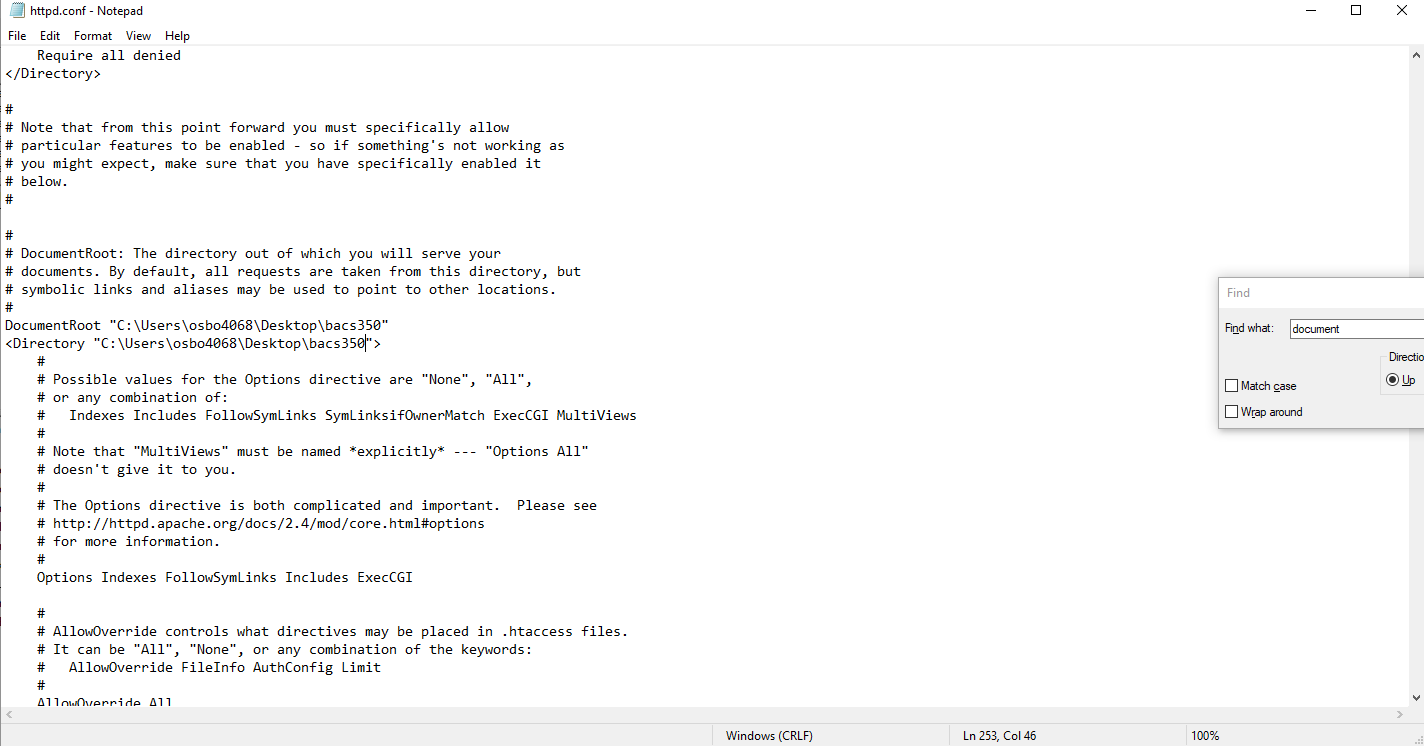 httpd.conf - Notepad
File Edit Format View Help
    Require all denied
</Directory>
#
# Note that from this point forward you must specifically allow
# particular features to be enabled - so if something's not working as
# you might expect, make sure that you have specifically enabled it
# below.
#
#
# DocumentRoot: The directory out of which you will serve your
# documents. By default, all requests are taken from this directory, but
# symbolic links and aliases may be used to point to other locations.
#
DocumentRoot "C:\Users\osbo4068\Desktop\bacs350"
<Directory "C:\Users\osbo4068\Desktop\bacs350">
    #
    # Possible values for the Options directive are "None", "All",
    # or any combination of:
    #   Indexes Includes FollowSymLinks SymLinksifOwnerMatch ExecCGI MultiViews
    #
    # Note that "MultiViews" must be named *explicitly* --- "Options All"
    # doesn't give it to you.
    #
    # The Options directive is both complicated and important.  Please see
    # http://httpd.apache.org/docs/2.4/mod/core.html#options
    # for more information.
    #
    Options Indexes FollowSymLinks Includes ExecCGI
    #
    # AllowOverride controls what directives may be placed in .htaccess files.
    # It can be "All", "None", or any combination of the keywords:
    #   AllowOverride FileInfo AuthConfig Limit
    #
    AllowOverride All
Find
Find what: document
Directio
Up
Match case
Wrap around
Windows (CRLF) Ln 253, Col 46 100%